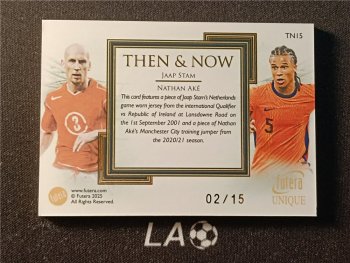 TN15
THEN & NOW
JAAP STAM
NATHAN AKÉ
This card features a piece of Jaap Stam's Netherlands
game worn jersey from the international Qualifier
vs Republic of Ireland at Lansdowne Road on
the 1st September 2001 and a piece of Nathan
Aké's Manchester City training jumper from
the 2020/21 season.
3
5
futera
www.futera.com
© Futera 2025
All Rights Reserved.
02/15
futera
UNIQUE
LA